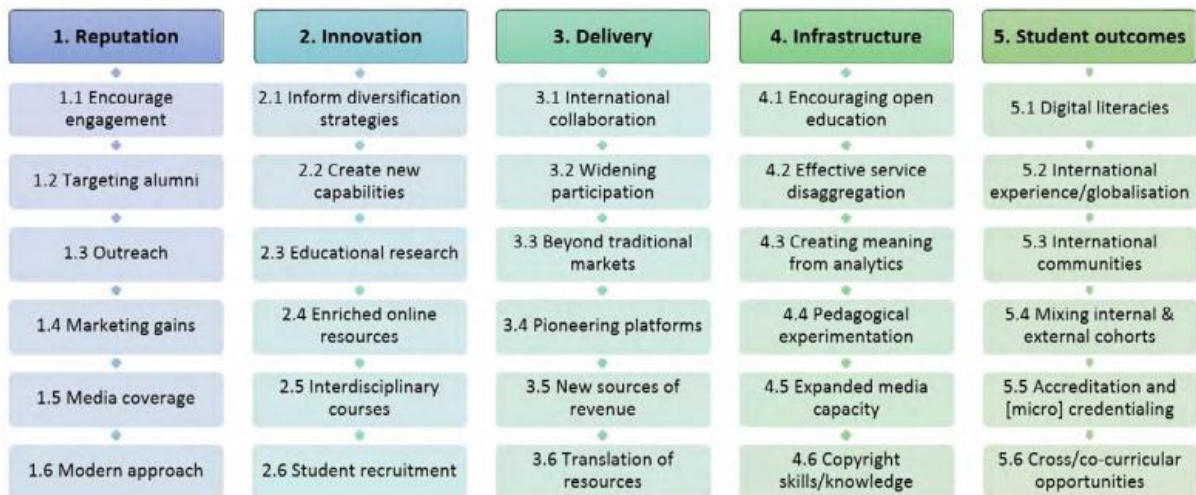 1. Reputation
1.1 Encourage
engagement
1.2 Targeting alumni
1.3 Outreach
1.4 Marketing gains
1.5 Media coverage
1.6 Modern approach
2. Innovation
2.1 Inform diversification
strategies
2.2 Create new
capabilities
2.3 Educational research
2.4 Enriched online
resources
2.5 Interdisciplinary
courses
2.6 Student recruitment
3. Delivery
3.1 International
collaboration
3.2 Widening
participation
3.3 Beyond traditional
markets
3.4 Pioneering platforms
3.5 New sources of
revenue
3.6 Translation of
resources
4. Infrastructure
4.1 Encouraging open
education
4.2 Effective service
disaggregation
4.3 Creating meaning
from analytics
4.4 Pedagogical
experimentation
4.5 Expanded media
capacity
4.6 Copyright
skills/knowledge
5. Student outcomes
5.1 Digital literacies
5.2 International
experience/globalisation
5.3 International
communities
5.4 Mixing internal &
external cohorts
5.5 Accreditation and
[micro] credentialing
5.6 Cross/co-curricular
opportunities